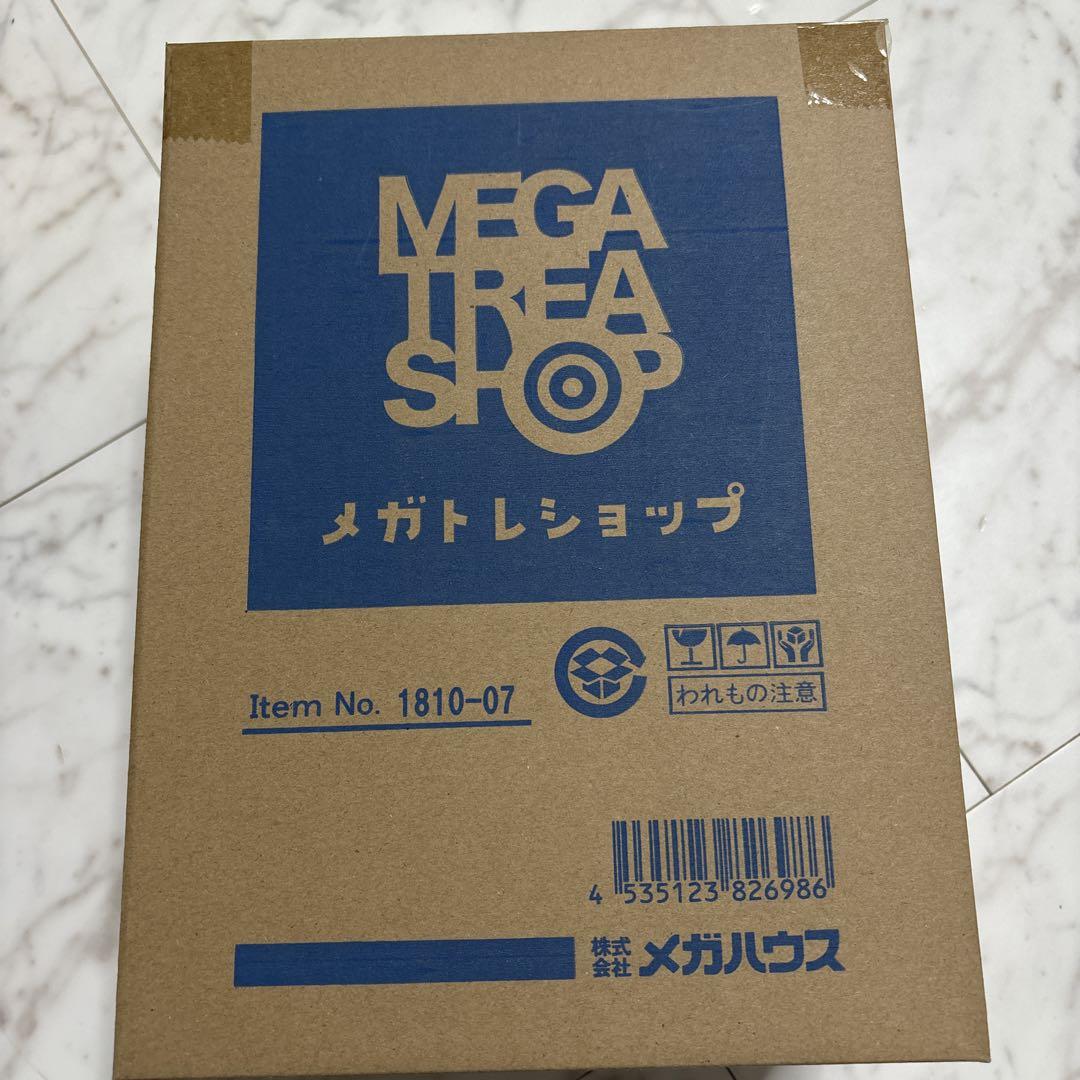 MEGA
TREA
SHOP
メガトレショップ
Item No. 1810-07
われもの注意
4 535123 826986
株式会社 メガハウス